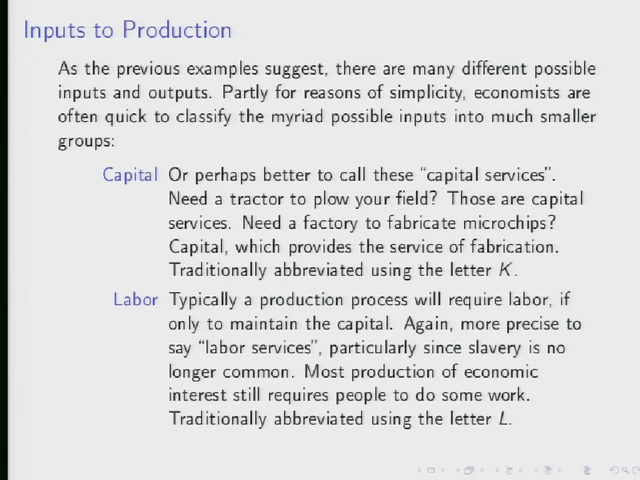 Inputs to Production
As the previous examples suggest, there are many different possible
inputs and outputs. Partly for reasons of simplicity, economists are
often quick to classify the myriad possible inputs into much smaller
groups:
Capital Or perhaps better to call these “capital services”.
Need a tractor to plow your field? Those are capital
services. Need a factory to fabricate microchips?
Capital, which provides the service of fabrication.
Traditionally abbreviated using the letter K.
Labor Typically a production process will require labor, if
only to maintain the capital. Again, more precise to
say “labor services”, particularly since slavery is no
longer common. Most production of economic
interest still requires people to do some work.
Traditionally abbreviated using the letter L.